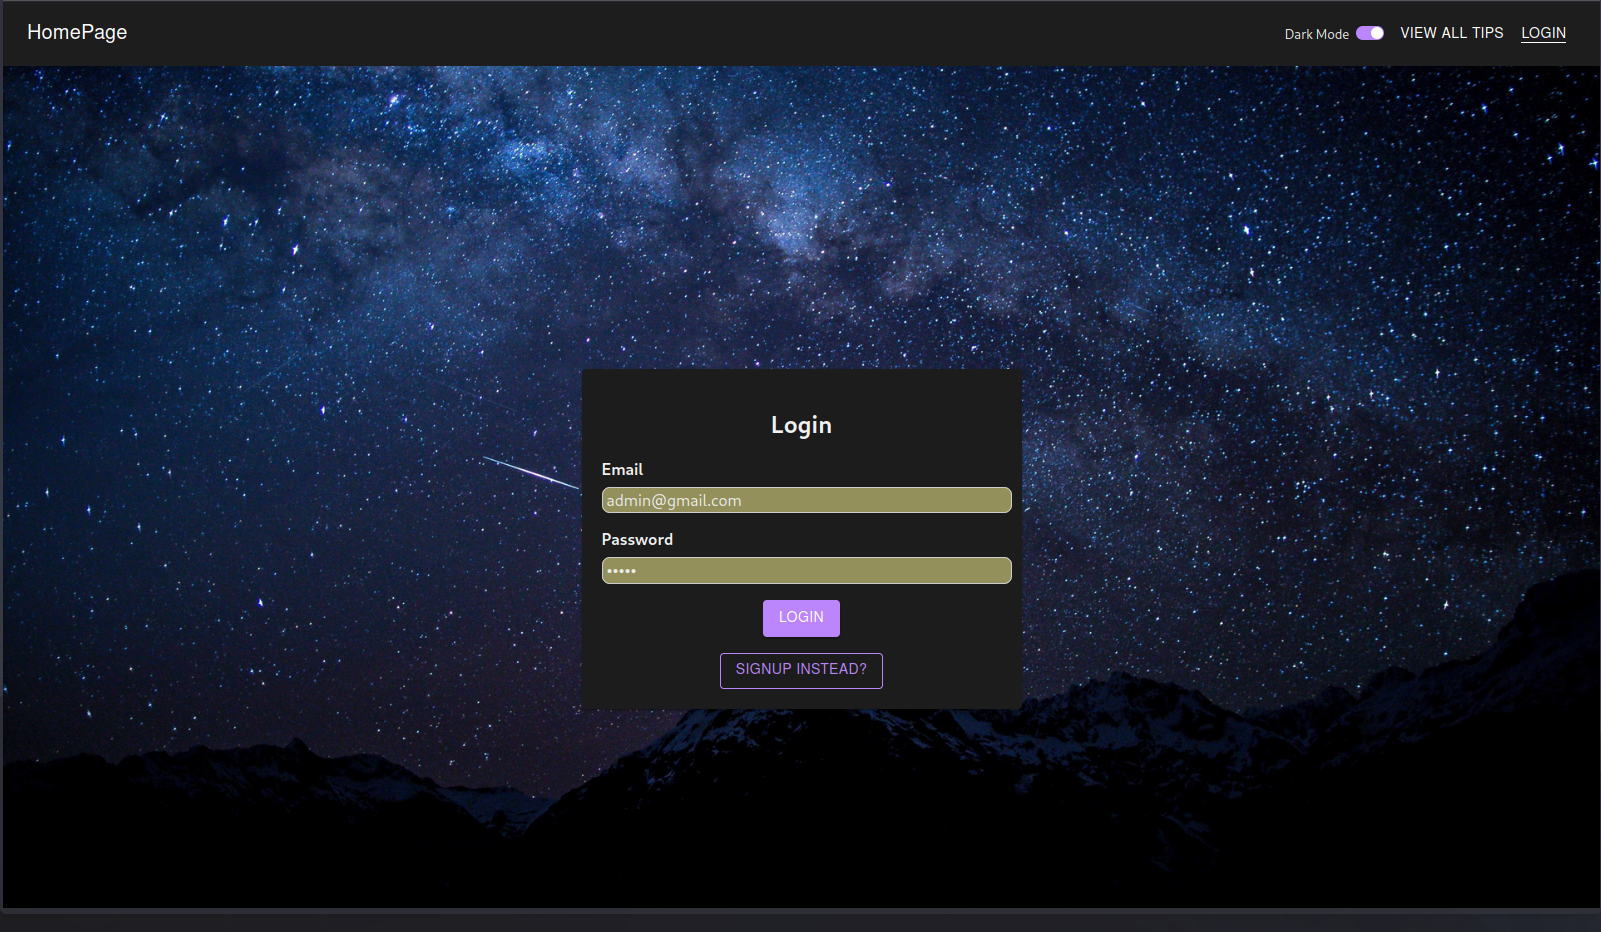 HomePage
Dark Mode VIEW ALL TIPS LOGIN
Login
Email
admin@gmail.com
Password
•••••
LOGIN
SIGNUP INSTEAD?